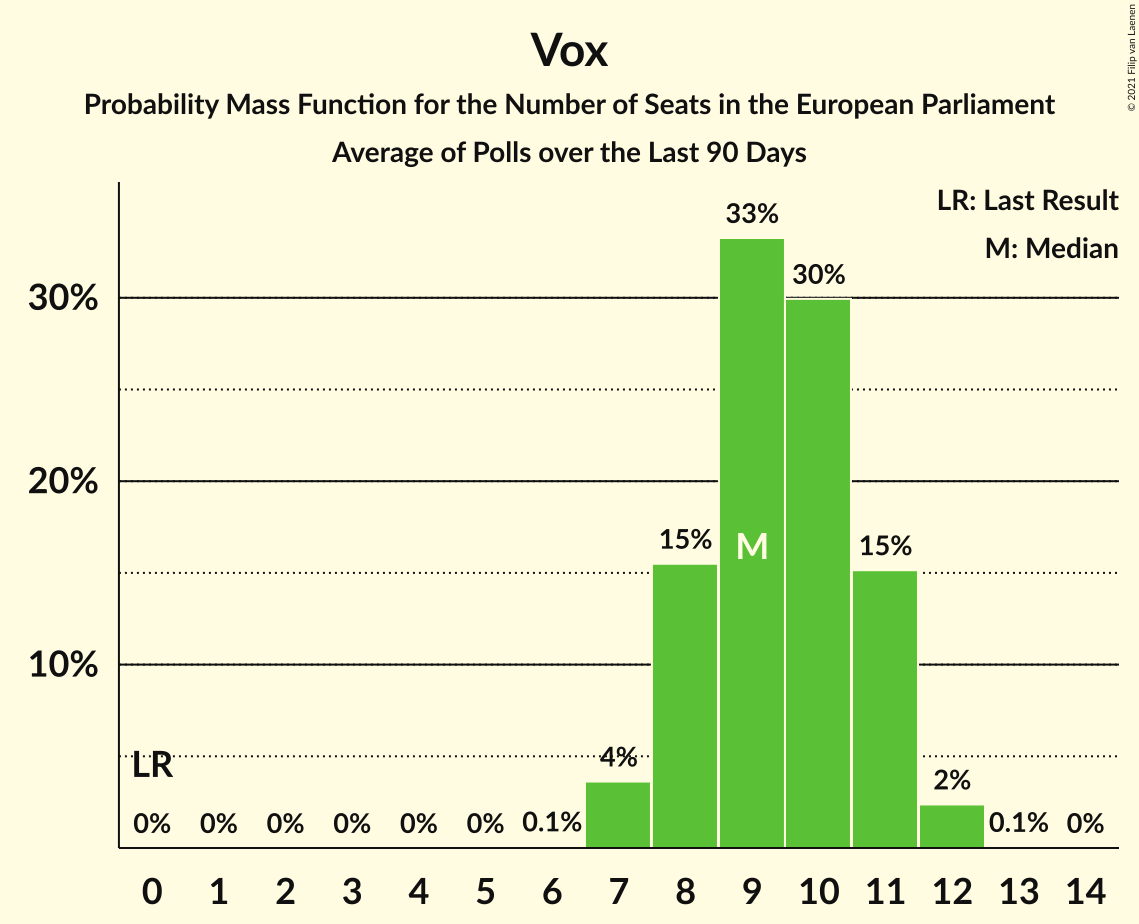 Vox
Probability Mass Function for the Number of Seats in the European Parliament
Average of Polls over the Last 90 Days
© 2021 Filip van Laenen
LR: Last Result
M: Median
33%
30%
30%
20%
15%
M
15%
10%
LR
4%
2%
0% 0% 0% 0% 0% 0% 0.1% 0.1% 0%
0 1 2 3 4 5 6 7 8 9 10 11 12 13 14